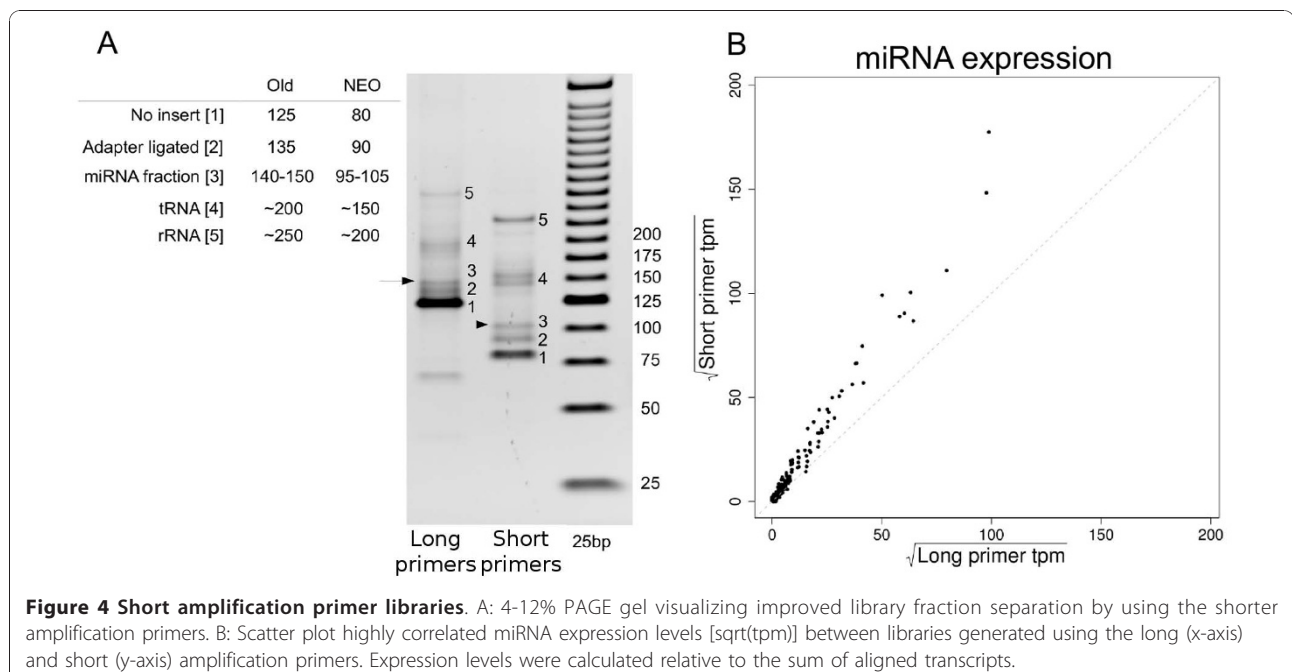 A
Old NEO
No insert [1] 125 80
Adapter ligated [2] 135 90
miRNA fraction [3] 140-150 95-105
tRNA [4] ~200 ~150
rRNA [5] ~250 ~200
5
4
3
2
1
5
4
3
2
1
200
175
150
125
100
75
50
25
Long primers
Short primers
25bp
B
miRNA expression
√Short primer tpm
200
150
100
50
0
0 50 100 150 200
√Long primer tpm
Figure 4 Short amplification primer libraries. A: 4-12% PAGE gel visualizing improved library fraction separation by using the shorter
amplification primers. B: Scatter plot highly correlated miRNA expression levels [sqrt(tpm)] between libraries generated using the long (x-axis)
and short (y-axis) amplification primers. Expression levels were calculated relative to the sum of aligned transcripts.